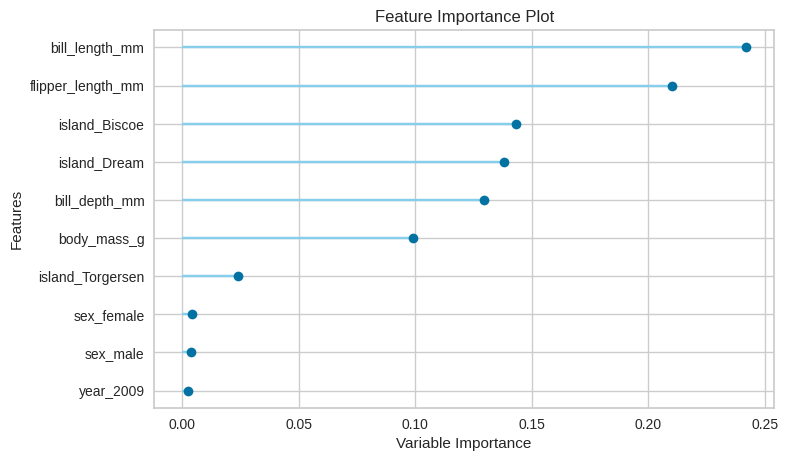 Feature Importance Plot
bill_length_mm
flipper_length_mm
island_Biscoe
island_Dream
bill_depth_mm
body_mass_g
island_Torgersen
sex_female
sex_male
year_2009
Features
0.00 0.05 0.10 0.15 0.20 0.25
Variable Importance